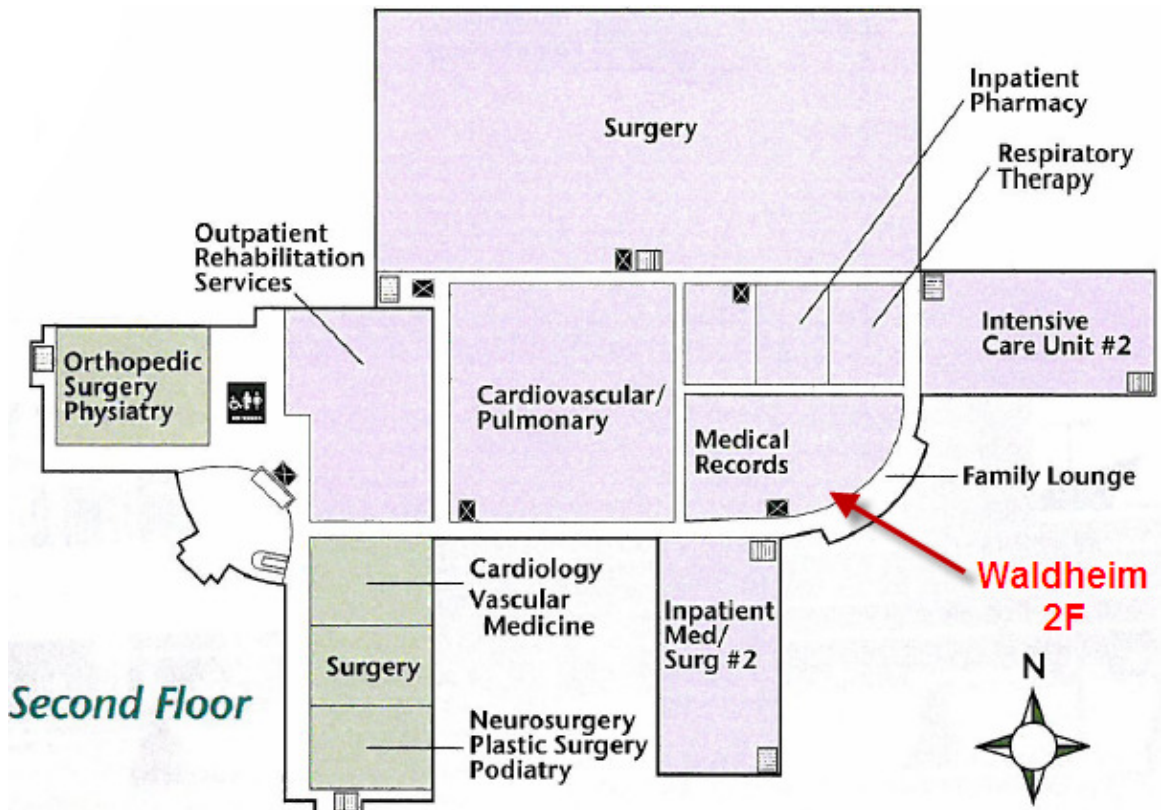 Surgery
Inpatient
Pharmacy
Respiratory
Therapy
Outpatient
Rehabilitation
Services
Intensive
Care Unit #2
Orthopedic
Surgery
Physiatry
Cardiovascular/
Pulmonary
Medical
Records
Family Lounge
Waldheim
2F
Cardiology
Vascular
Medicine
Inpatient
Med/
Surg #2
Surgery
Second Floor
Neurosurgery
Plastic Surgery
Podiatry
N